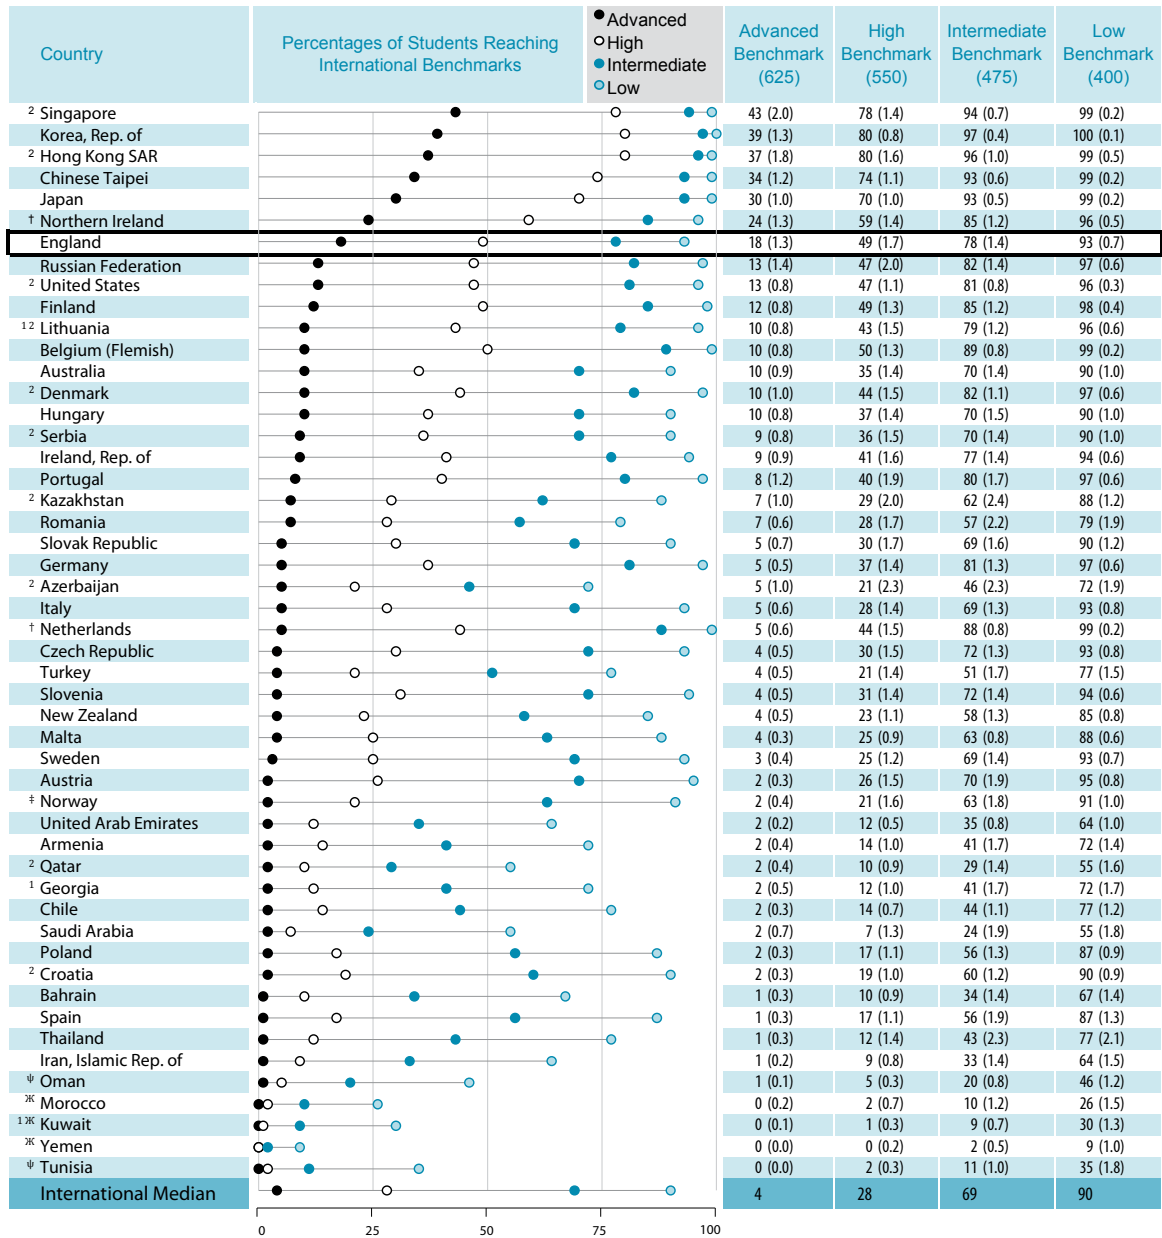 Country
Percentages of Students Reaching International Benchmarks
Advanced
High
Intermediate
Low
Advanced Benchmark (625)
High Benchmark (550)
Intermediate Benchmark (475)
Low Benchmark (400)
² Singapore 43 (2.0) 78 (1.4) 94 (0.7) 99 (0.2)
Korea, Rep. of 39 (1.3) 80 (0.8) 97 (0.4) 100 (0.1)
² Hong Kong SAR 37 (1.8) 80 (1.6) 96 (1.0) 99 (0.5)
Chinese Taipei 34 (1.2) 74 (1.1) 93 (0.6) 99 (0.2)
Japan 30 (1.0) 70 (1.0) 93 (0.5) 99 (0.2)
† Northern Ireland 24 (1.3) 59 (1.4) 85 (1.2) 96 (0.5)
England 18 (1.3) 49 (1.7) 78 (1.4) 93 (0.7)
Russian Federation 13 (1.4) 47 (2.0) 82 (1.4) 97 (0.6)
² United States 13 (0.8) 47 (1.1) 81 (0.8) 96 (0.3)
Finland 12 (0.8) 49 (1.3) 85 (1.2) 98 (0.4)
¹ ² Lithuania 10 (0.8) 43 (1.5) 79 (1.2) 96 (0.6)
Belgium (Flemish) 10 (0.8) 50 (1.3) 89 (0.8) 99 (0.2)
Australia 10 (0.9) 35 (1.4) 70 (1.4) 90 (1.0)
² Denmark 10 (1.0) 44 (1.5) 82 (1.1) 97 (0.6)
Hungary 10 (0.8) 37 (1.4) 70 (1.5) 90 (1.0)
² Serbia 9 (0.8) 36 (1.5) 70 (1.4) 90 (1.0)
Ireland, Rep. of 9 (0.9) 41 (1.6) 77 (1.4) 94 (0.6)
Portugal 8 (1.2) 40 (1.9) 80 (1.7) 97 (0.6)
² Kazakhstan 7 (1.0) 29 (2.0) 62 (2.4) 88 (1.2)
Romania 7 (0.6) 28 (1.7) 57 (2.2) 79 (1.9)
Slovak Republic 5 (0.7) 30 (1.7) 69 (1.6) 90 (1.2)
Germany 5 (0.5) 37 (1.4) 81 (1.3) 97 (0.6)
² Azerbaijan 5 (1.0) 21 (2.3) 46 (2.3) 72 (1.9)
Italy 5 (0.6) 28 (1.4) 69 (1.3) 93 (0.8)
† Netherlands 5 (0.6) 44 (1.5) 88 (0.8) 99 (0.2)
Czech Republic 4 (0.5) 30 (1.5) 72 (1.3) 93 (0.8)
Turkey 4 (0.5) 21 (1.4) 51 (1.7) 77 (1.5)
Slovenia 4 (0.5) 31 (1.4) 72 (1.4) 94 (0.6)
New Zealand 4 (0.5) 23 (1.1) 58 (1.3) 85 (0.8)
Malta 4 (0.3) 25 (0.9) 63 (0.8) 88 (0.6)
Sweden 3 (0.4) 25 (1.2) 69 (1.4) 93 (0.7)
Austria 2 (0.3) 26 (1.5) 70 (1.9) 95 (0.8)
‡ Norway 2 (0.4) 21 (1.6) 63 (1.8) 91 (1.0)
United Arab Emirates 2 (0.2) 12 (0.5) 35 (0.8) 64 (1.0)
Armenia 2 (0.4) 14 (1.0) 41 (1.7) 72 (1.4)
² Qatar 2 (0.4) 10 (0.9) 29 (1.4) 55 (1.6)
¹ Georgia 2 (0.5) 12 (1.0) 41 (1.7) 72 (1.7)
Chile 2 (0.3) 14 (0.7) 44 (1.1) 77 (1.2)
Saudi Arabia 2 (0.7) 7 (1.3) 24 (1.9) 55 (1.8)
Poland 2 (0.3) 17 (1.1) 56 (1.3) 87 (0.9)
² Croatia 2 (0.3) 19 (1.0) 60 (1.2) 90 (0.9)
Bahrain 1 (0.3) 10 (0.9) 34 (1.4) 67 (1.4)
Spain 1 (0.3) 17 (1.1) 56 (1.9) 87 (1.3)
Thailand 1 (0.3) 12 (1.4) 43 (2.3) 77 (2.1)
Iran, Islamic Rep. of 1 (0.2) 9 (0.8) 33 (1.4) 64 (1.5)
ψ Oman 1 (0.1) 5 (0.3) 20 (0.8) 46 (1.2)
Ж Morocco 0 (0.2) 2 (0.7) 10 (1.2) 26 (1.5)
¹ Ж Kuwait 0 (0.1) 1 (0.3) 9 (0.7) 30 (1.3)
Ж Yemen 0 (0.0) 0 (0.2) 2 (0.5) 9 (1.0)
ψ Tunisia 0 (0.0) 2 (0.3) 11 (1.0) 35 (1.8)
International Median 4 28 69 90
0 25 50 75 100